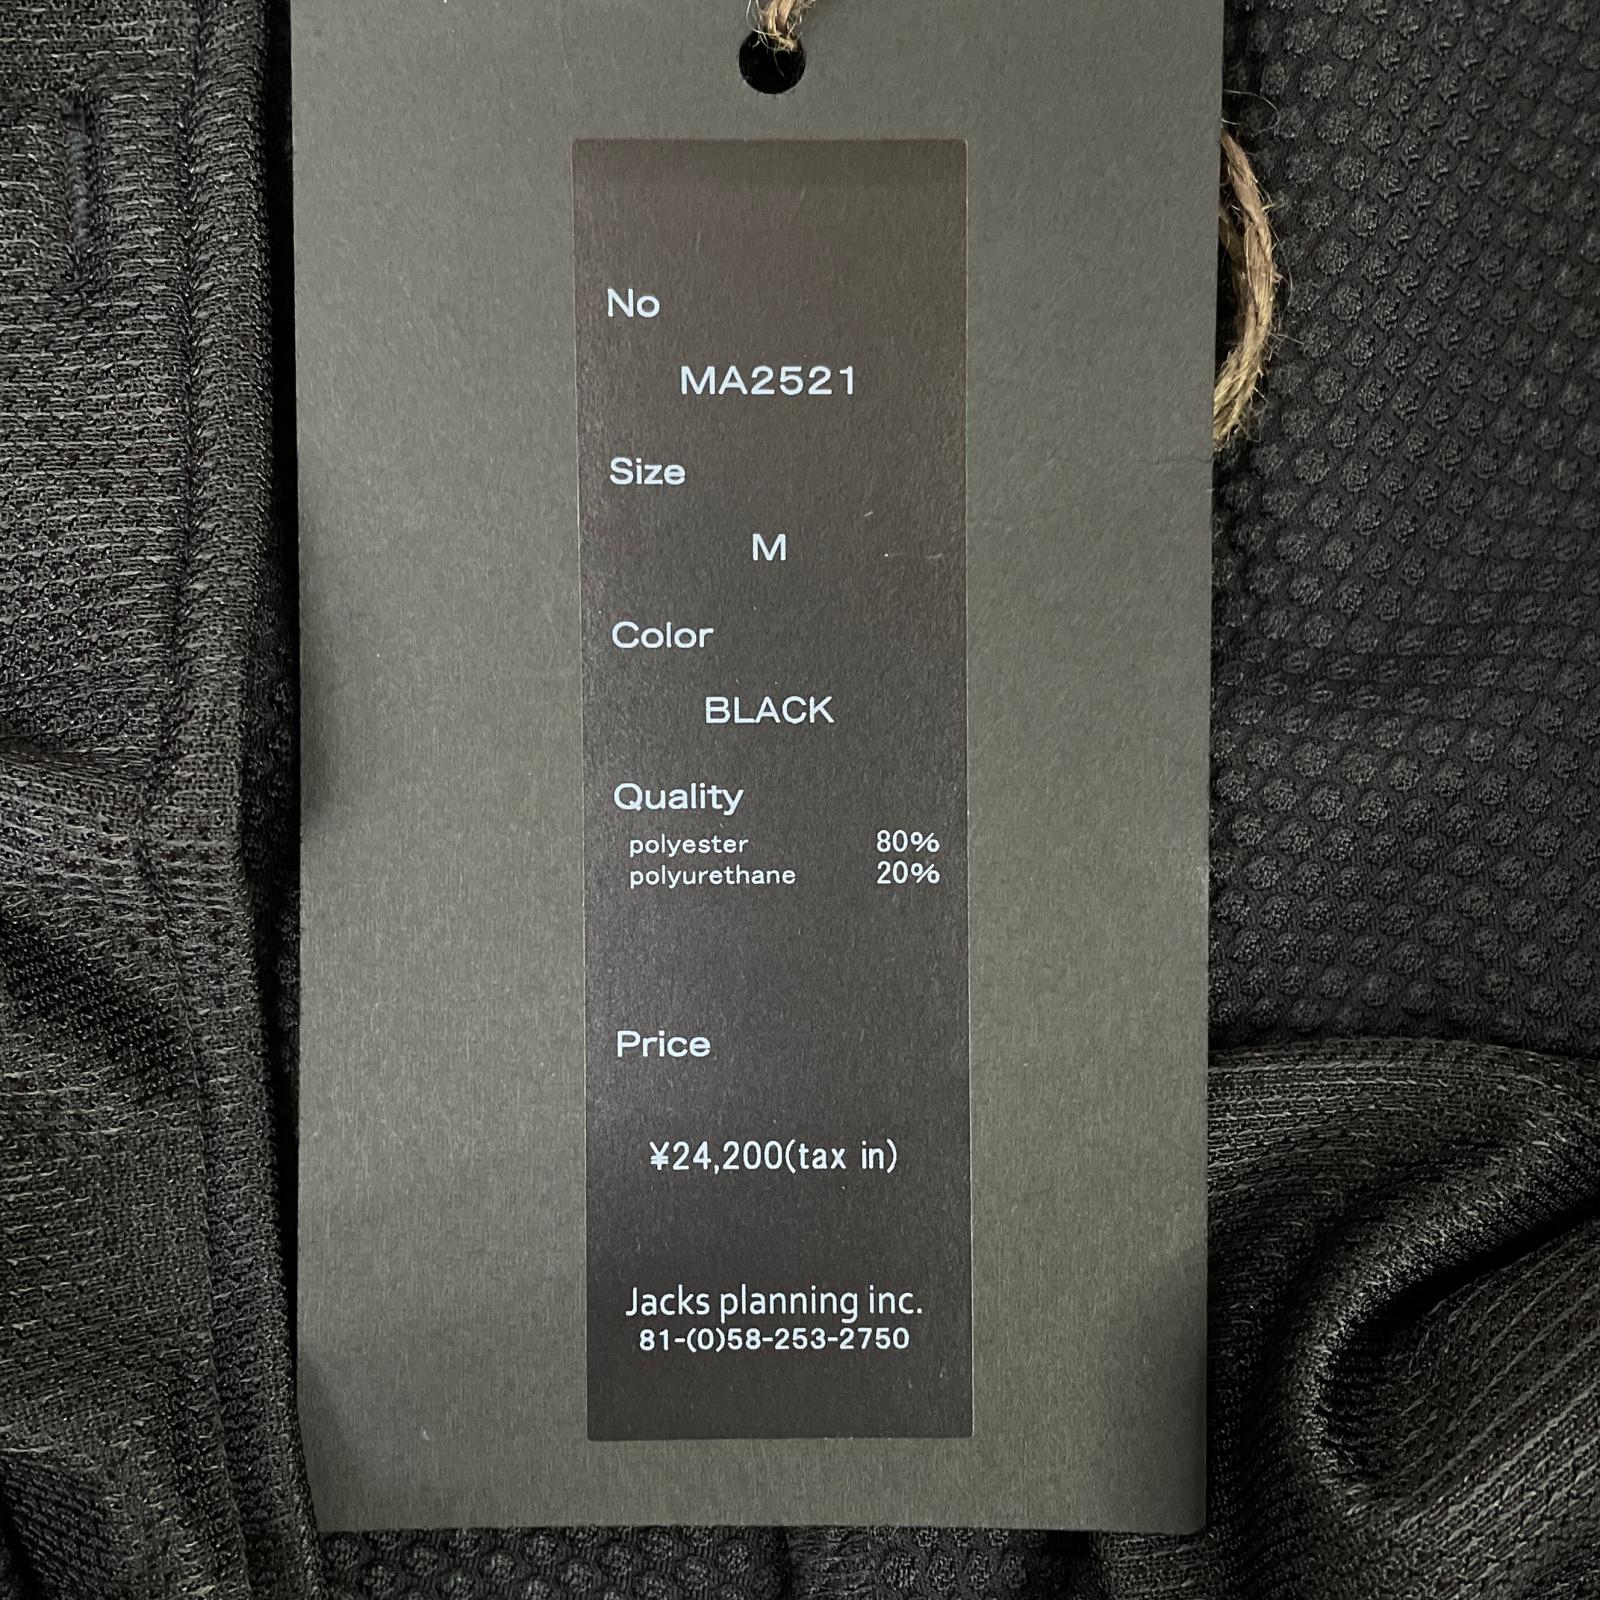 No
MA2521
Size
M
Color
BLACK
Quality
polyester 80%
polyurethane 20%
Price
¥24,200(tax in)
Jacks planning inc.
81-(0)58-253-2750